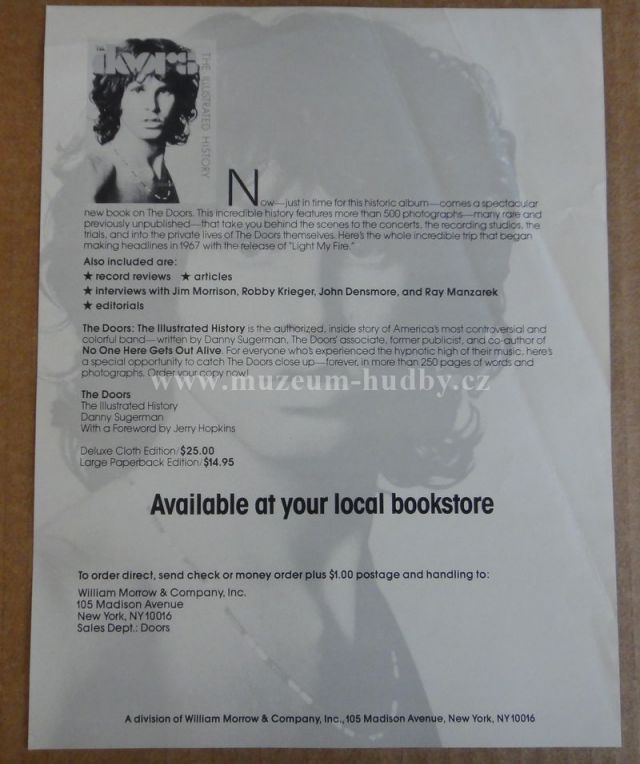 THE
DOORS
THE ILLUSTRATED HISTORY
Now—just in time for this historic album—comes a spectacular
new book on The Doors. This incredible history features more than 500 photographs—many rare and
previously unpublished—that take you behind the scenes to the concerts, the recording studios, the
trials, and into the private lives of The Doors themselves. Here's the whole incredible trip that began
making headlines in 1967 with the release of "Light My Fire."
Also included are:
★ record reviews ★ articles
★ interviews with Jim Morrison, Robby Krieger, John Densmore, and Ray Manzarek
★ editorials
The Doors: The Illustrated History is the authorized, inside story of America's most controversial and
colorful band—written by Danny Sugerman, The Doors' associate, former publicist, and co-author of
No One Here Gets Out Alive. For everyone who's experienced the hypnotic high of their music, here's
a special opportunity to catch The Doors close up—forever, in more than 250 pages of words and
photographs. Order your copy now!
www.muzeum-hudby.cz
The Doors
The Illustrated History
Danny Sugerman
With a Foreword by Jerry Hopkins
Deluxe Cloth Edition/$25.00
Large Paperback Edition/$14.95
Available at your local bookstore
To order direct, send check or money order plus $1.00 postage and handling to:
William Morrow & Company, Inc.
105 Madison Avenue
New York, NY 10016
Sales Dept.: Doors
A division of William Morrow & Company, Inc., 105 Madison Avenue, New York, NY 10016